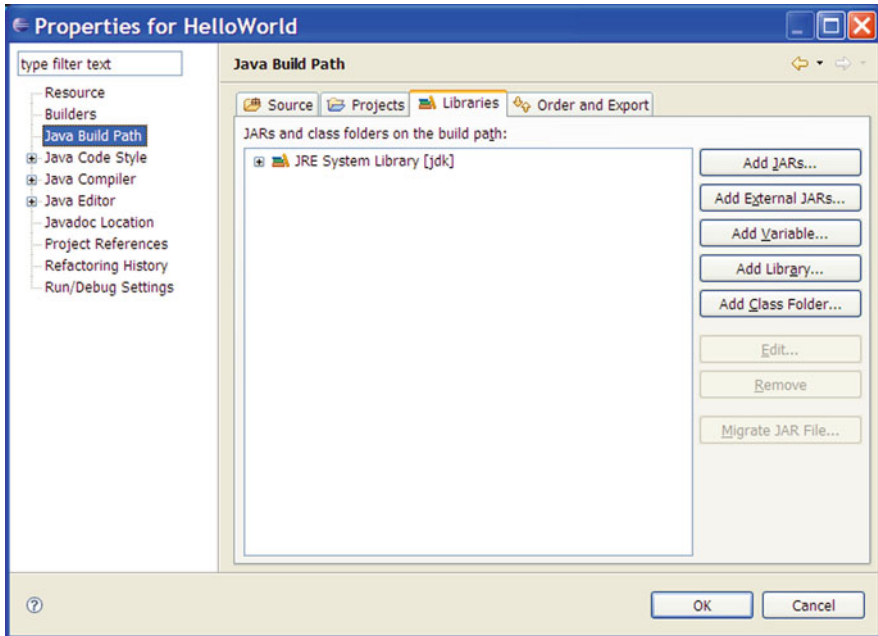 Properties for HelloWorld
type filter text
Resource
Builders
Java Build Path
Java Code Style
Java Compiler
Java Editor
Javadoc Location
Project References
Refactoring History
Run/Debug Settings
Java Build Path
Source Projects Libraries Order and Export
JARs and class folders on the build path:
JRE System Library [jdk]
Add JARs...
Add External JARs...
Add Variable...
Add Library...
Add Class Folder...
Edit...
Remove
Migrate JAR File...
?
OK Cancel